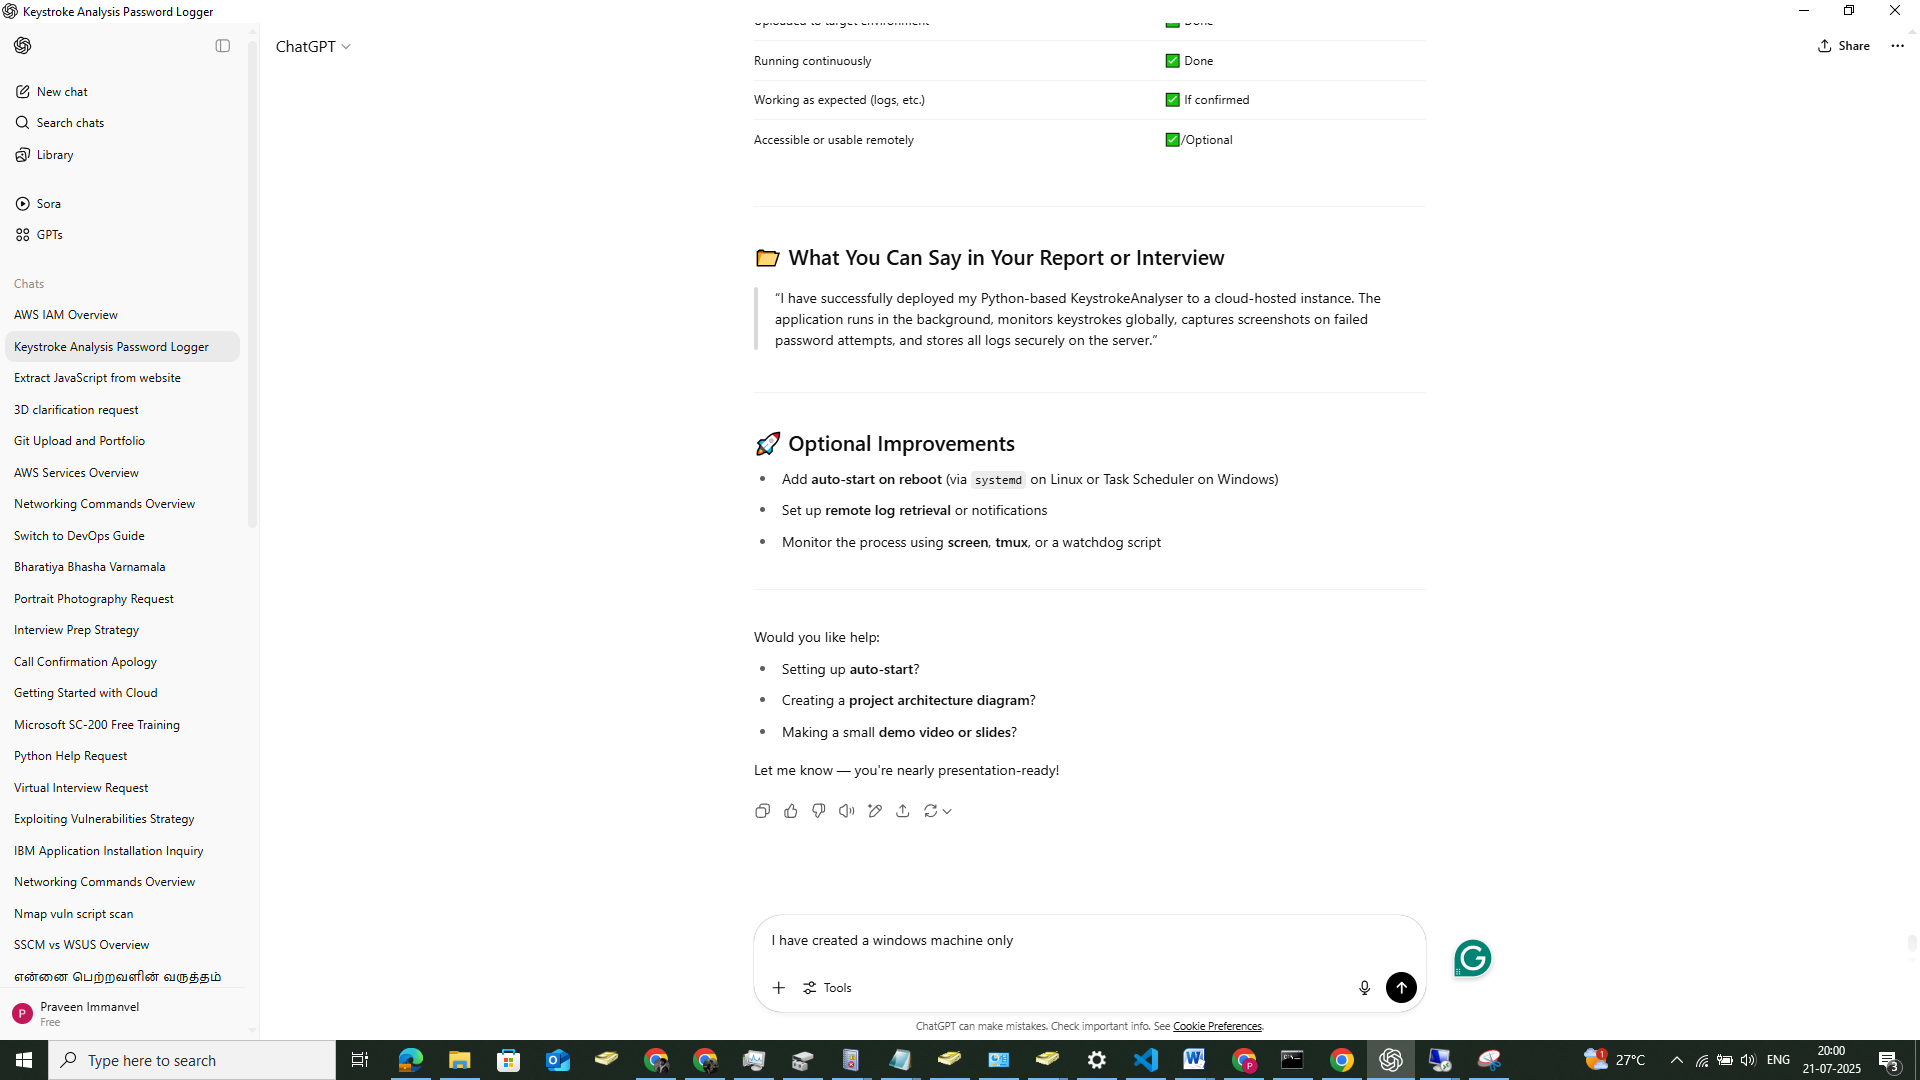 Keystroke Analysis Password Logger
ChatGPT
Share
New chat
Search chats
Library
Sora
GPTs
Chats
AWS IAM Overview
Keystroke Analysis Password Logger
Extract JavaScript from website
3D clarification request
Git Upload and Portfolio
AWS Services Overview
Networking Commands Overview
Switch to DevOps Guide
Bharatiya Bhasha Varnamala
Portrait Photography Request
Interview Prep Strategy
Call Confirmation Apology
Getting Started with Cloud
Microsoft SC-200 Free Training
Python Help Request
Virtual Interview Request
Exploiting Vulnerabilities Strategy
IBM Application Installation Inquiry
Networking Commands Overview
Nmap vuln script scan
SSCM vs WSUS Overview
என்னை பெற்றவளின் வருத்தம்
P
Praveen Immanvel
Free
Uploaded to target environment ✅ Done
Running continuously ✅ Done
Working as expected (logs, etc.) ✅ If confirmed
Accessible or usable remotely ✅/Optional
📂 What You Can Say in Your Report or Interview
“I have successfully deployed my Python-based KeystrokeAnalyser to a cloud-hosted instance. The
application runs in the background, monitors keystrokes globally, captures screenshots on failed
password attempts, and stores all logs securely on the server.”
🚀 Optional Improvements
• Add auto-start on reboot (via systemd on Linux or Task Scheduler on Windows)
• Set up remote log retrieval or notifications
• Monitor the process using screen, tmux, or a watchdog script
Would you like help:
• Setting up auto-start?
• Creating a project architecture diagram?
• Making a small demo video or slides?
Let me know — you're nearly presentation-ready!
I have created a windows machine only
Tools
ChatGPT can make mistakes. Check important info. See Cookie Preferences.
Type here to search
27°C
ENG
20:00
21-07-2025
3